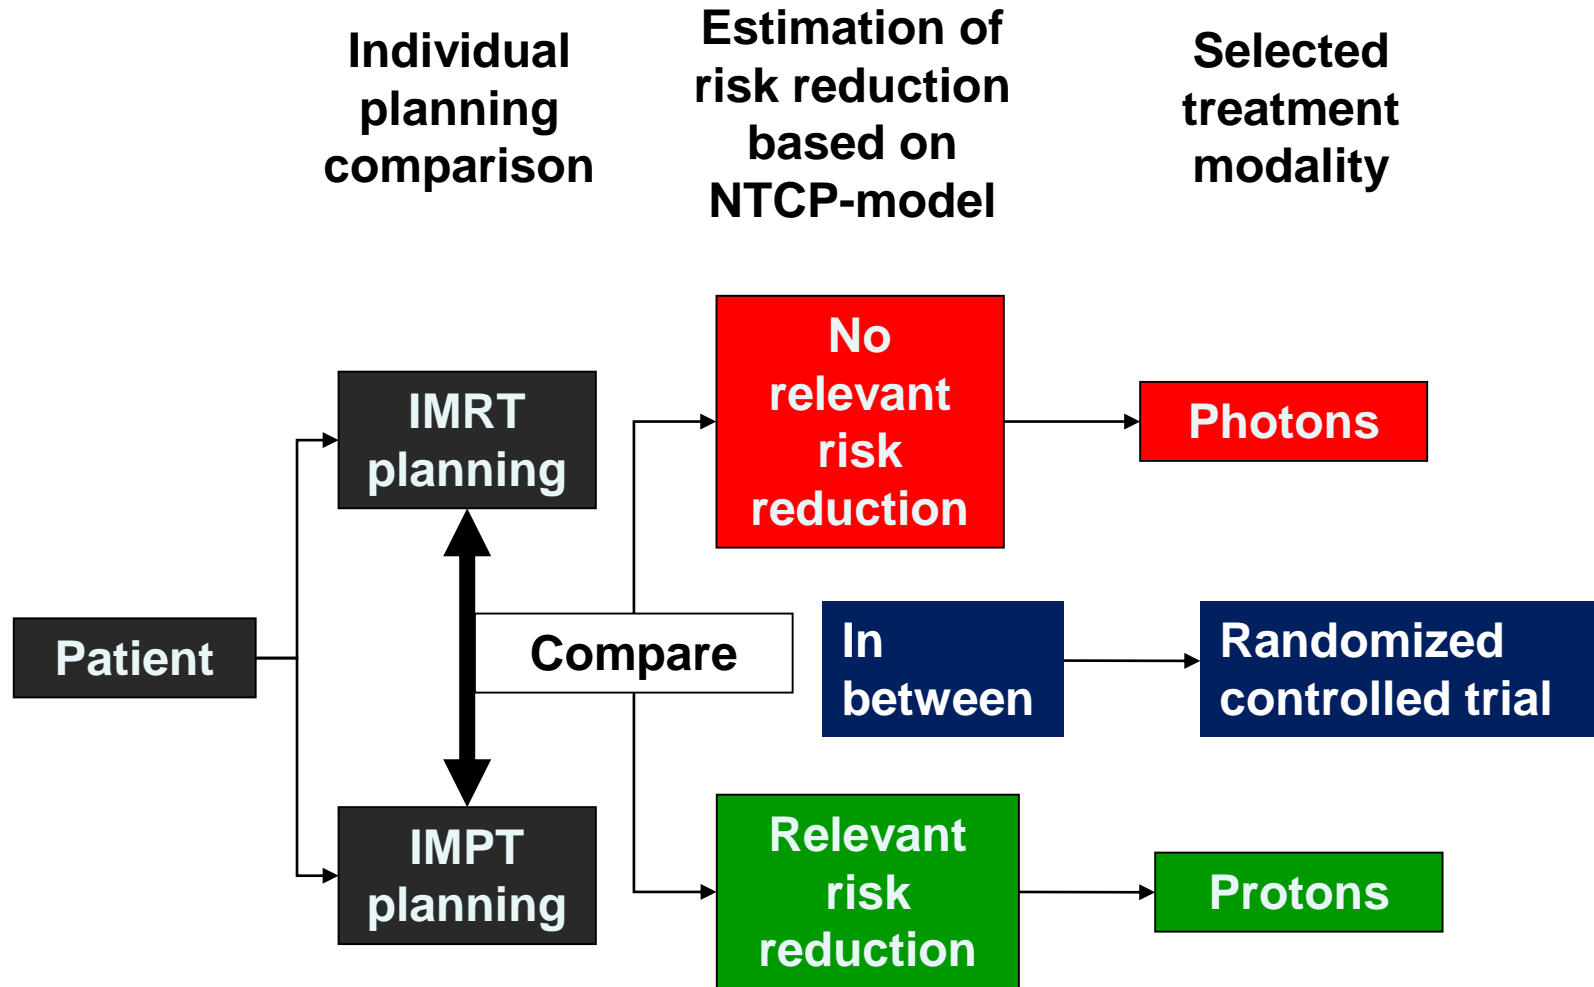 Individual
planning
comparison
Estimation of
risk reduction
based on
NTCP-model
Selected
treatment
modality
No
relevant
risk
reduction
IMRT
planning
Photons
Patient
Compare
In
between
Randomized
controlled trial
IMPT
planning
Relevant
risk
reduction
Protons